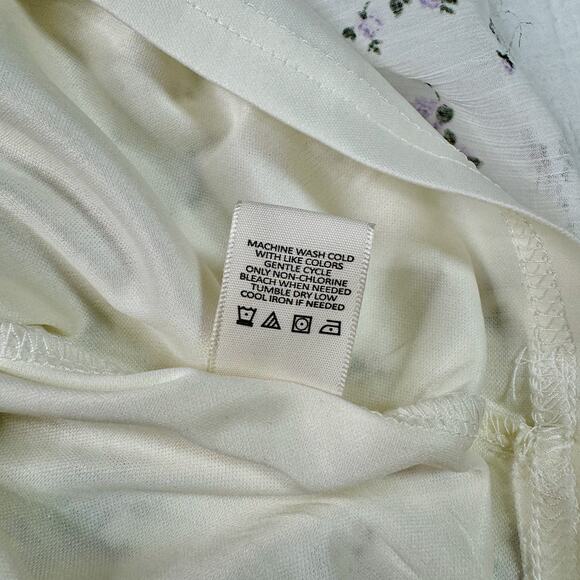 MACHINE WASH COLD
WITH LIKE COLORS
GENTLE CYCLE
ONLY NON-CHLORINE
BLEACH WHEN NEEDED
TUMBLE DRY LOW
COOL IRON IF NEEDED